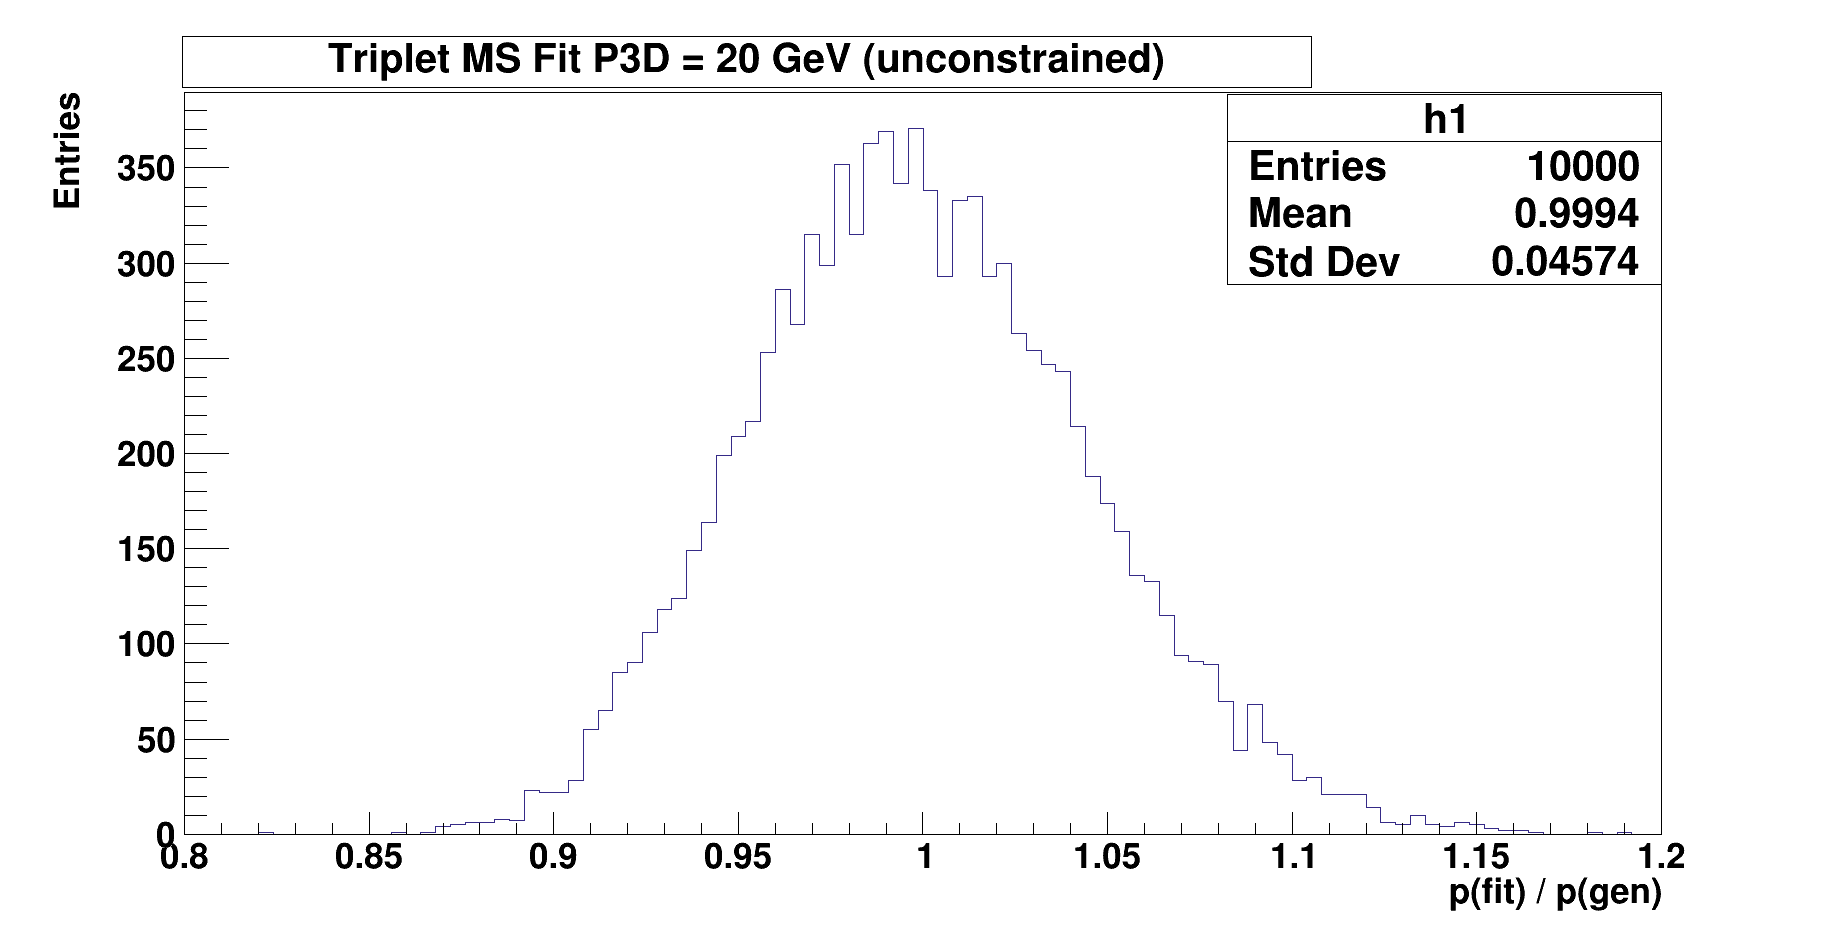 Triplet MS Fit P3D = 20 GeV (unconstrained)
Entries
h1
Entries 10000
Mean 0.9994
Std Dev 0.04574
350
300
250
200
150
100
50
0
0.8 0.85 0.9 0.95 1 1.05 1.1 1.15 1.2
p(fit) / p(gen)